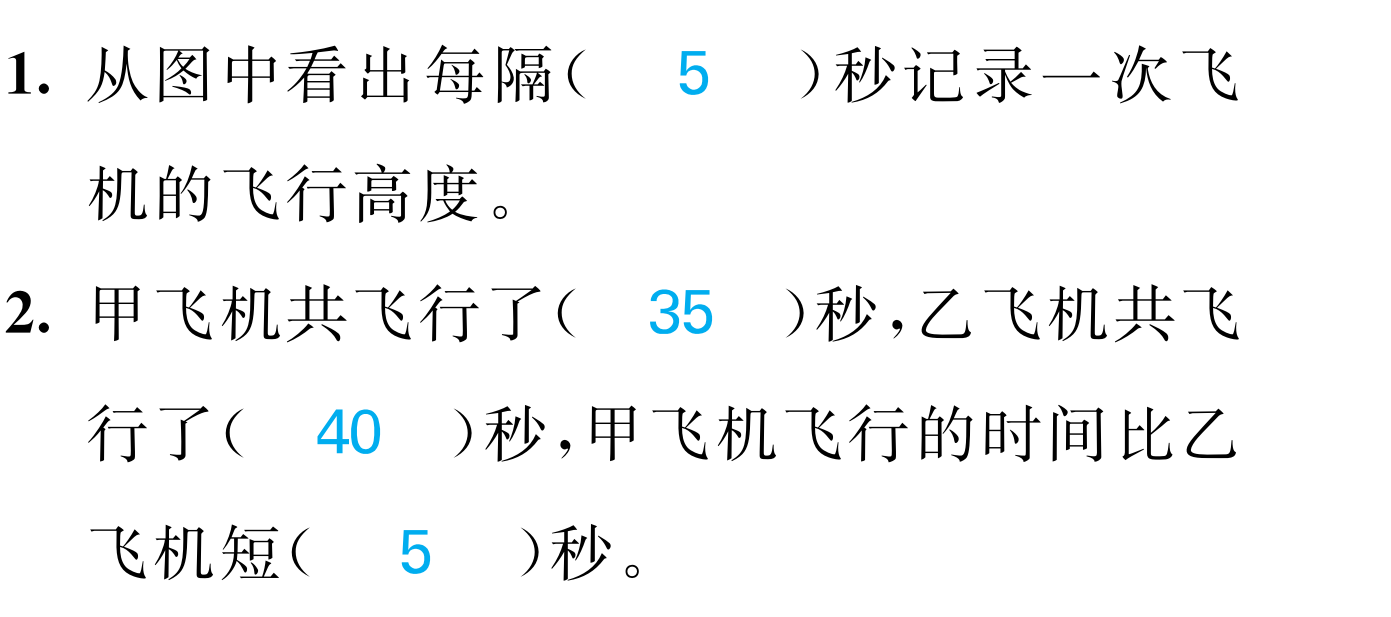 1. 从图中看出每隔( 5 )秒记录一次飞
机的飞行高度。
2. 甲飞机共飞行了( 35 )秒,乙飞机共飞
行了( 40 )秒,甲飞机飞行的时间比乙
飞机短( 5 )秒。